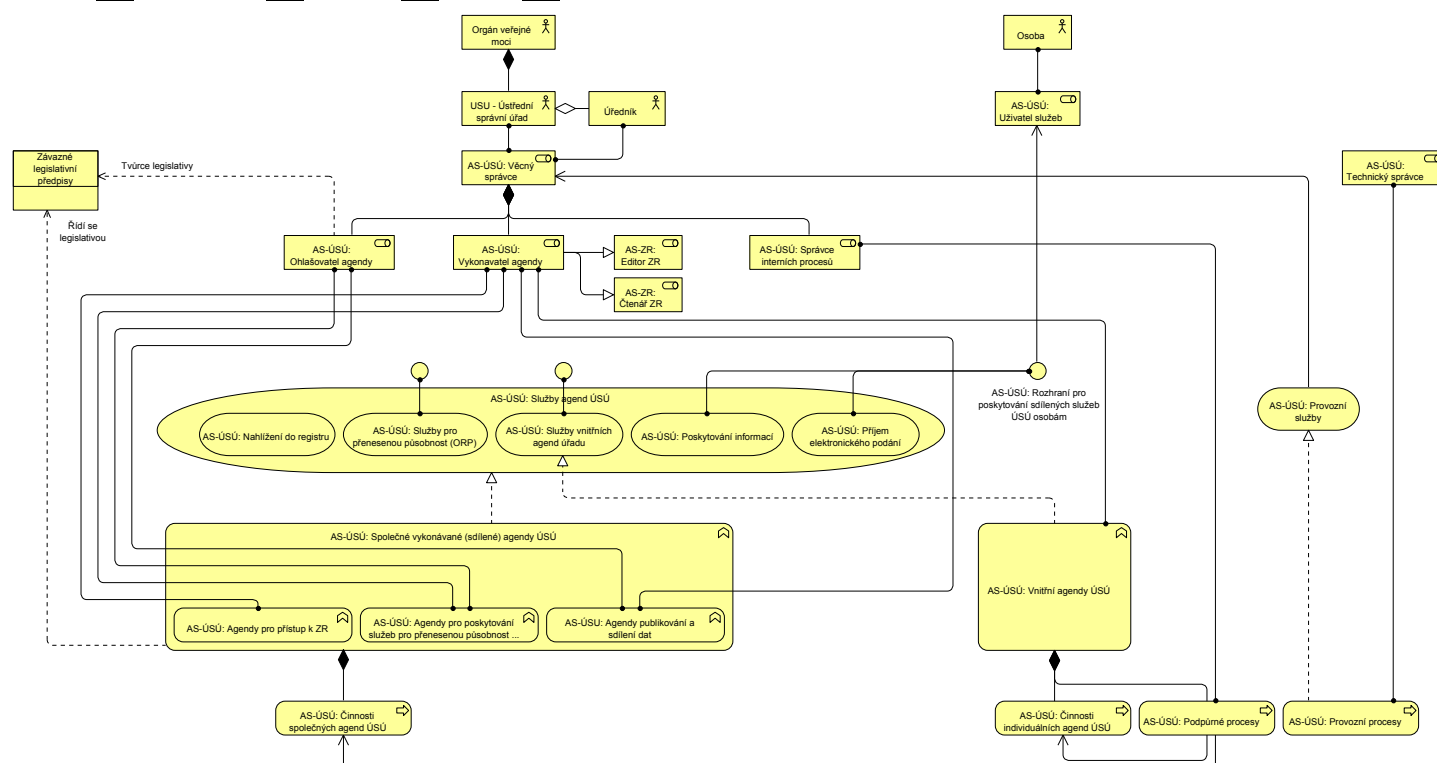 Orgán veřejné
moci
Osoba
USU - Ústřední
správní úřad
Úředník
AS-ÚSÚ:
Uživatel služeb
Závazné
legislativní
předpisy
Tvůrce legislativy
AS-ÚSÚ: Věcný
správce
AS-ÚSÚ:
Technický správce
Řídí se
legislativou
AS-ÚSÚ:
Ohlašovatel agendy
AS-ÚSÚ:
Vykonavatel agendy
AS-ZR:
Editor ZR
AS-ÚSÚ: Správce
interních procesů
AS-ZR:
Čtenář ZR
AS-ÚSÚ: Služby agend ÚSÚ
AS-ÚSÚ: Rozhraní pro
poskytování sdílených služeb
ÚSÚ osobám
AS-ÚSÚ: Provozní
služby
AS-ÚSÚ: Nahlížení do registru
AS-ÚSÚ: Služby pro
přenesenou působnost (ORP)
AS-ÚSÚ: Služby vnitřních
agend úřadu
AS-ÚSÚ: Poskytování informací
AS-ÚSÚ: Příjem
elektronického podání
AS-ÚSÚ: Společné vykonávané (sdílené) agendy ÚSÚ
AS-ÚSÚ: Vnitřní agendy ÚSÚ
AS-ÚSÚ: Agendy pro přístup k ZR
AS-ÚSÚ: Agendy pro poskytování
služeb pro přenesenou působnost ...
AS-ÚSU: Agendy publikování a
sdílení dat
AS-ÚSÚ: Činnosti
společných agend ÚSÚ
AS-ÚSÚ: Činnosti
individuálních agend ÚSÚ
AS-ÚSÚ: Podpůrné procesy
AS-ÚSÚ: Provozní procesy